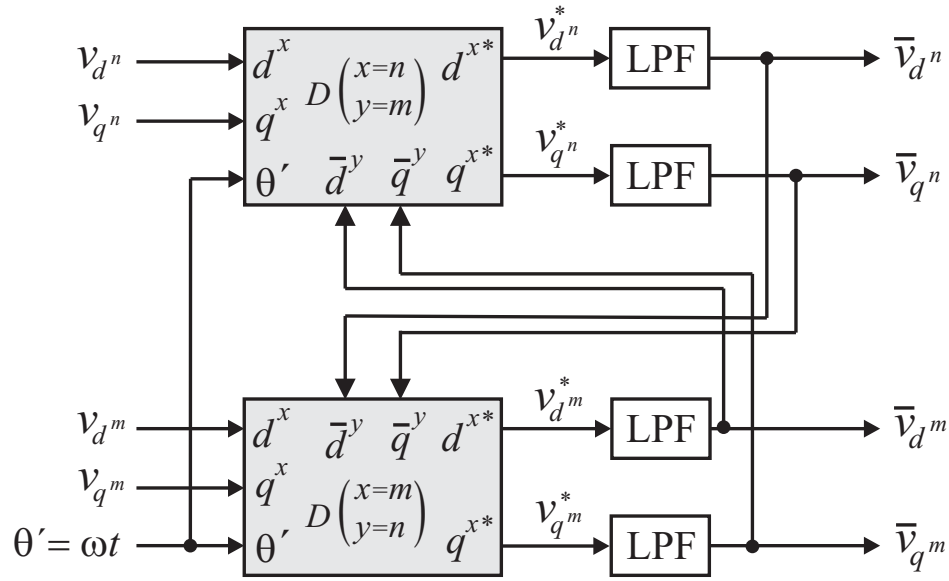 v_{d^n} d^x D(x=n y=m) d^{x*} v*_{d^n} LPF v̄_{d^n}
v_{q^n} q^x q^{x*} v*_{q^n} LPF v̄_{q^n}
θ′ d̄^y q̄^y
v_{d^m} d^x d̄^y q̄^y d^{x*} v*_{d^m} LPF v̄_{d^m}
v_{q^m} q^x D(x=m y=n) q^{x*} v*_{q^m} LPF v̄_{q^m}
θ′= ωt θ′